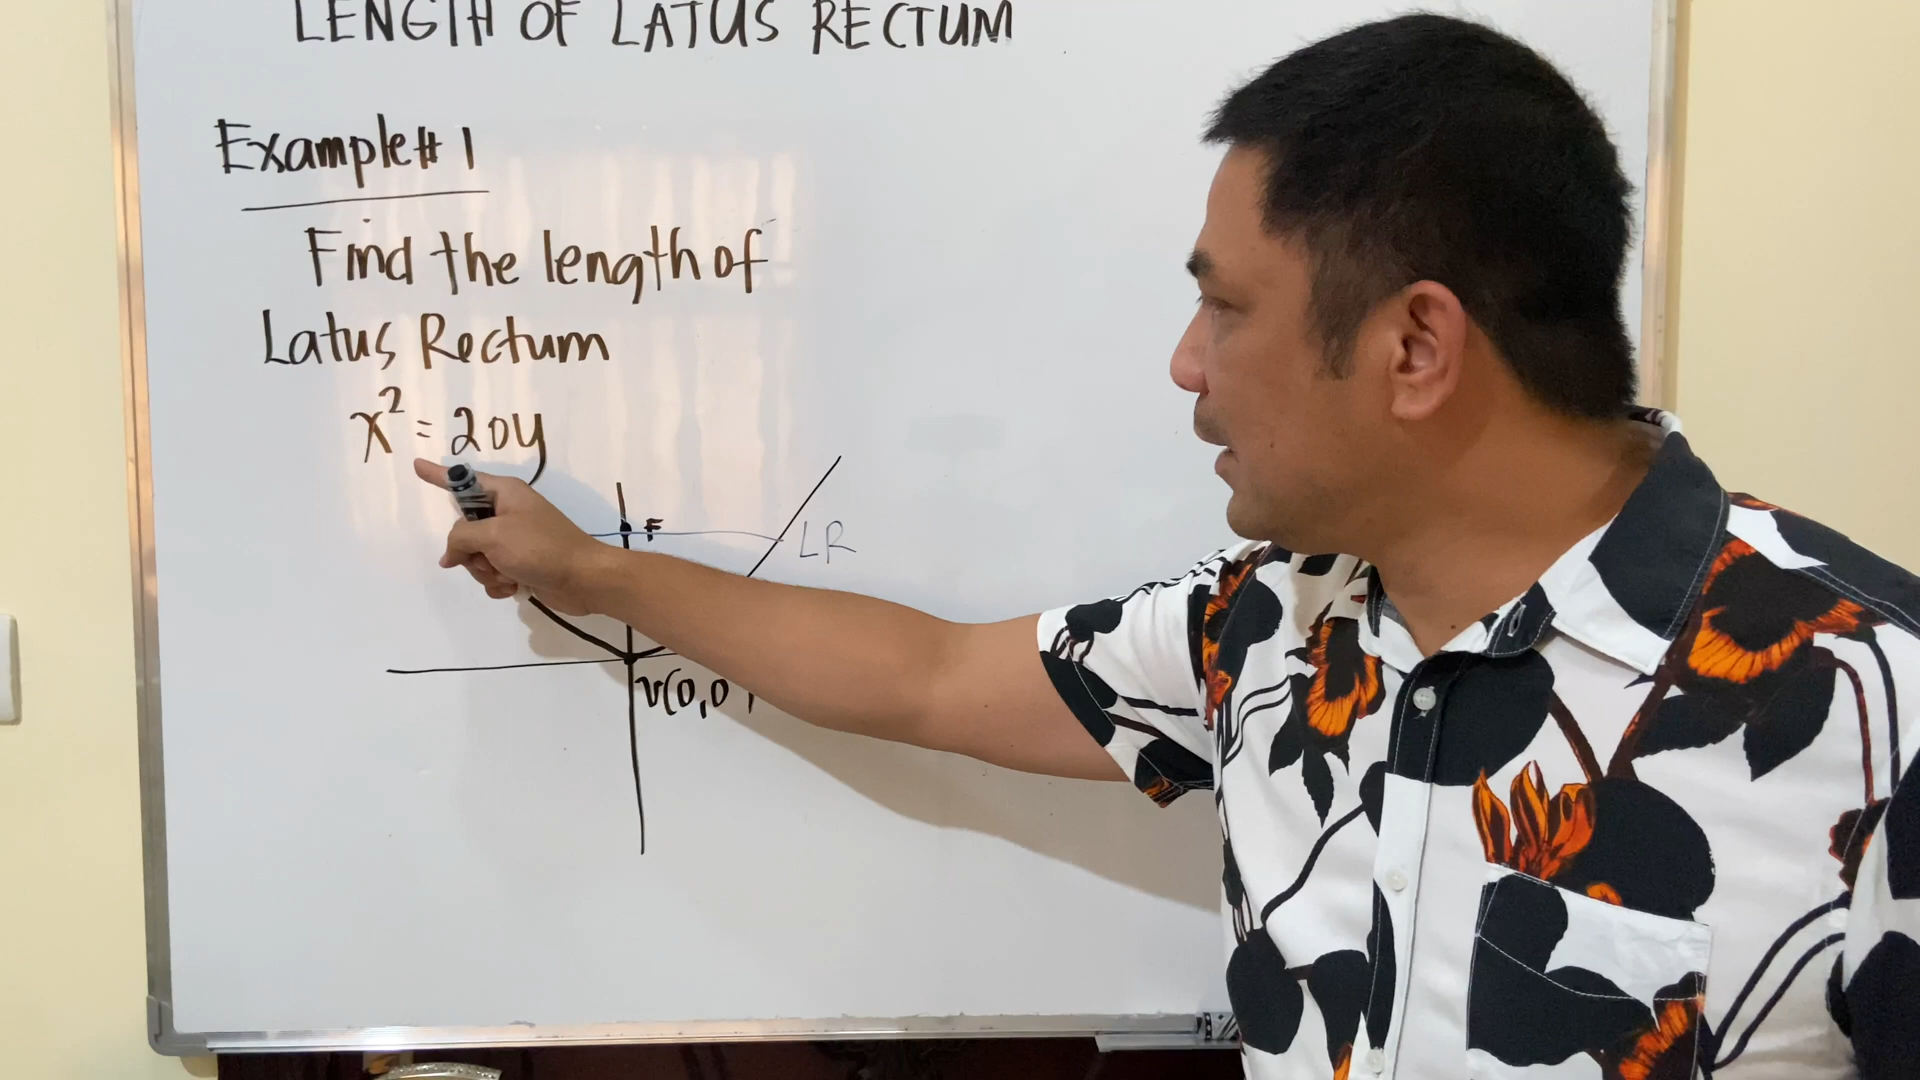 LENGTH OF LATUS RECTUM
Example# 1
Find the length of
Latus Rectum
x² = 20y
F
LR
V(0,0